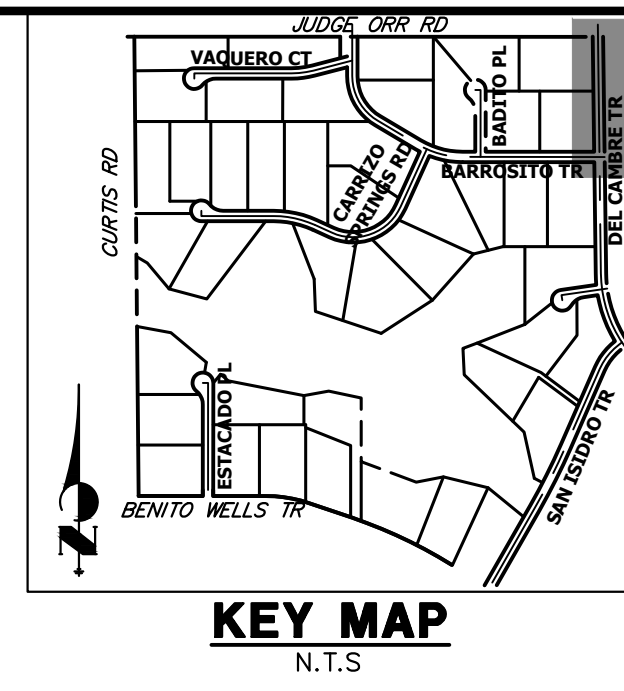 JUDGE ORR RD
VAQUERO CT
BADITO PL
DEL CAMBRE TR
CURTIS RD
CARRIZO
SPRINGS RD
BARROSITO TR
ESTACADO PL
SAN ISIDRO TR
BENITO WELLS TR
N
KEY MAP
N.T.S